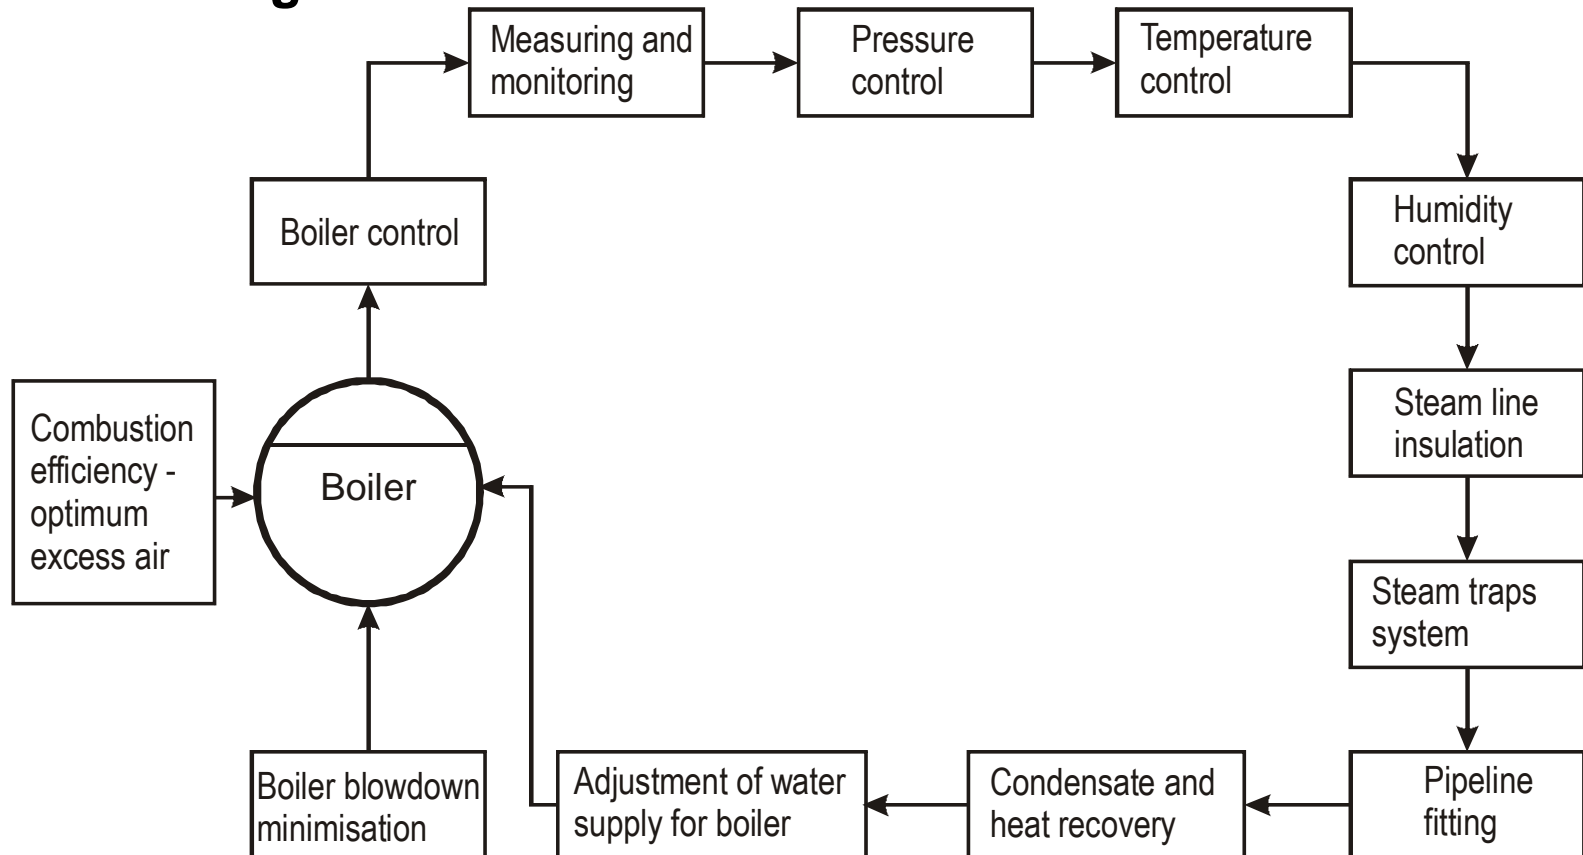 Measuring and
monitoring
Pressure
control
Temperature
control
Boiler control
Humidity
control
Combustion
efficiency -
optimum
excess air
Boiler
Steam line
insulation
Steam traps
system
Boiler blowdown
minimisation
Adjustment of water
supply for boiler
Condensate and
heat recovery
Pipeline
fitting